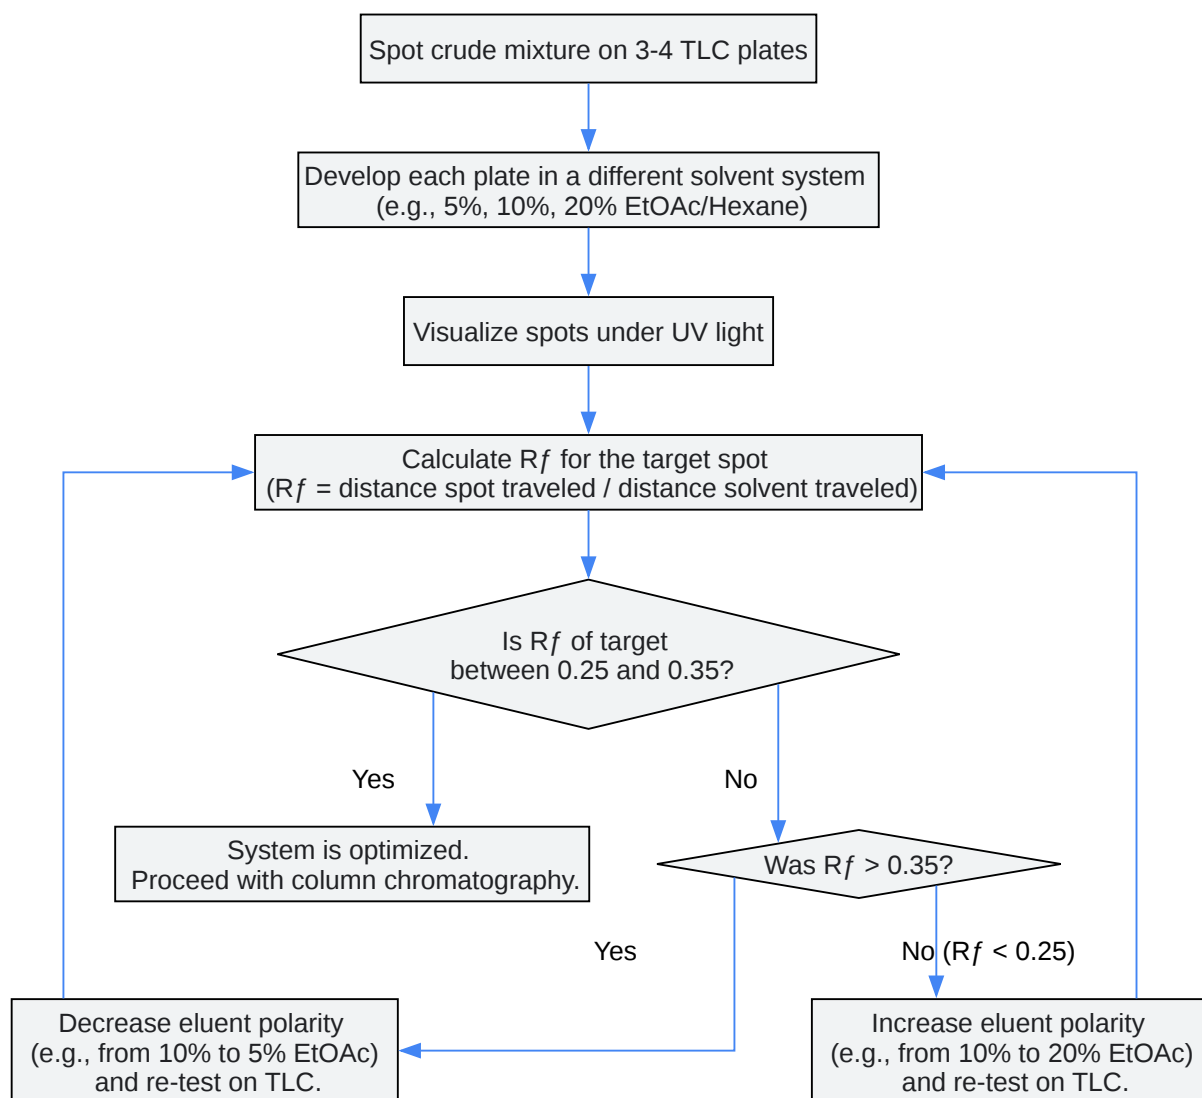 Spot crude mixture on 3-4 TLC plates
Develop each plate in a different solvent system
(e.g., 5%, 10%, 20% EtOAc/Hexane)
Visualize spots under UV light
Calculate Rƒ for the target spot
(Rƒ = distance spot traveled / distance solvent traveled)
Is Rƒ of target
between 0.25 and 0.35?
Yes
No
System is optimized.
Proceed with column chromatography.
Was Rƒ > 0.35?
Yes
No (Rƒ < 0.25)
Decrease eluent polarity
(e.g., from 10% to 5% EtOAc)
and re-test on TLC.
Increase eluent polarity
(e.g., from 10% to 20% EtOAc)
and re-test on TLC.